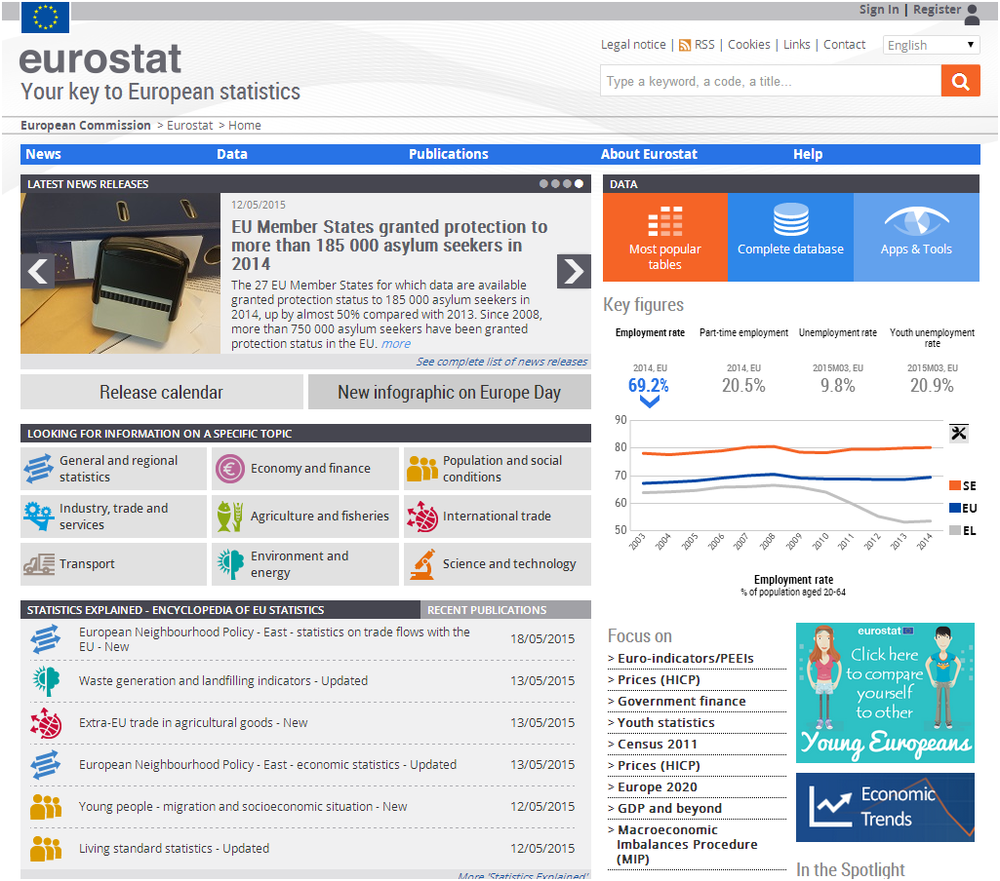 Sign In | Register
Legal notice | RSS | Cookies | Links | Contact
English
eurostat
Your key to European statistics
Type a keyword, a code, a title...
European Commission > Eurostat > Home
News Data Publications About Eurostat Help
LATEST NEWS RELEASES
12/05/2015
EU Member States granted protection to
more than 185 000 asylum seekers in
2014
The 27 EU Member States for which data are available
granted protection status to 185 000 asylum seekers in
2014, up by almost 50% compared with 2013. Since 2008,
more than 750 000 asylum seekers have been granted
protection status in the EU. more
See complete list of news releases
Release calendar
New infographic on Europe Day
LOOKING FOR INFORMATION ON A SPECIFIC TOPIC
General and regional
statistics
Economy and finance
Population and social
conditions
Industry, trade and
services
Agriculture and fisheries
International trade
Transport
Environment and
energy
Science and technology
STATISTICS EXPLAINED - ENCYCLOPEDIA OF EU STATISTICS
RECENT PUBLICATIONS
European Neighbourhood Policy - East - statistics on trade flows with the
EU - New
18/05/2015
Waste generation and landfilling indicators - Updated
13/05/2015
Extra-EU trade in agricultural goods - New
13/05/2015
European Neighbourhood Policy - East - economic statistics - Updated
13/05/2015
Young people - migration and socioeconomic situation - New
12/05/2015
Living standard statistics - Updated
12/05/2015
More 'Statistics Explained'
DATA
Most popular
tables
Complete database
Apps & Tools
Key figures
Employment rate
2014, EU
69.2%
Part-time employment
2014, EU
20.5%
Unemployment rate
2015M03, EU
9.8%
Youth unemployment
rate
2015M03, EU
20.9%
90
80
70
60
50
2003 2004 2005 2006 2007 2008 2009 2010 2011 2012 2013 2014
SE
EU
EL
Employment rate
% of population aged 20-64
Focus on
> Euro-indicators/PEEIs
> Prices (HICP)
> Government finance
> Youth statistics
> Census 2011
> Prices (HICP)
> Europe 2020
> GDP and beyond
> Macroeconomic
Imbalances Procedure
(MIP)
eurostat
Click here
to compare
yourself
to other
Young Europeans
Economic
Trends
In the Spotlight